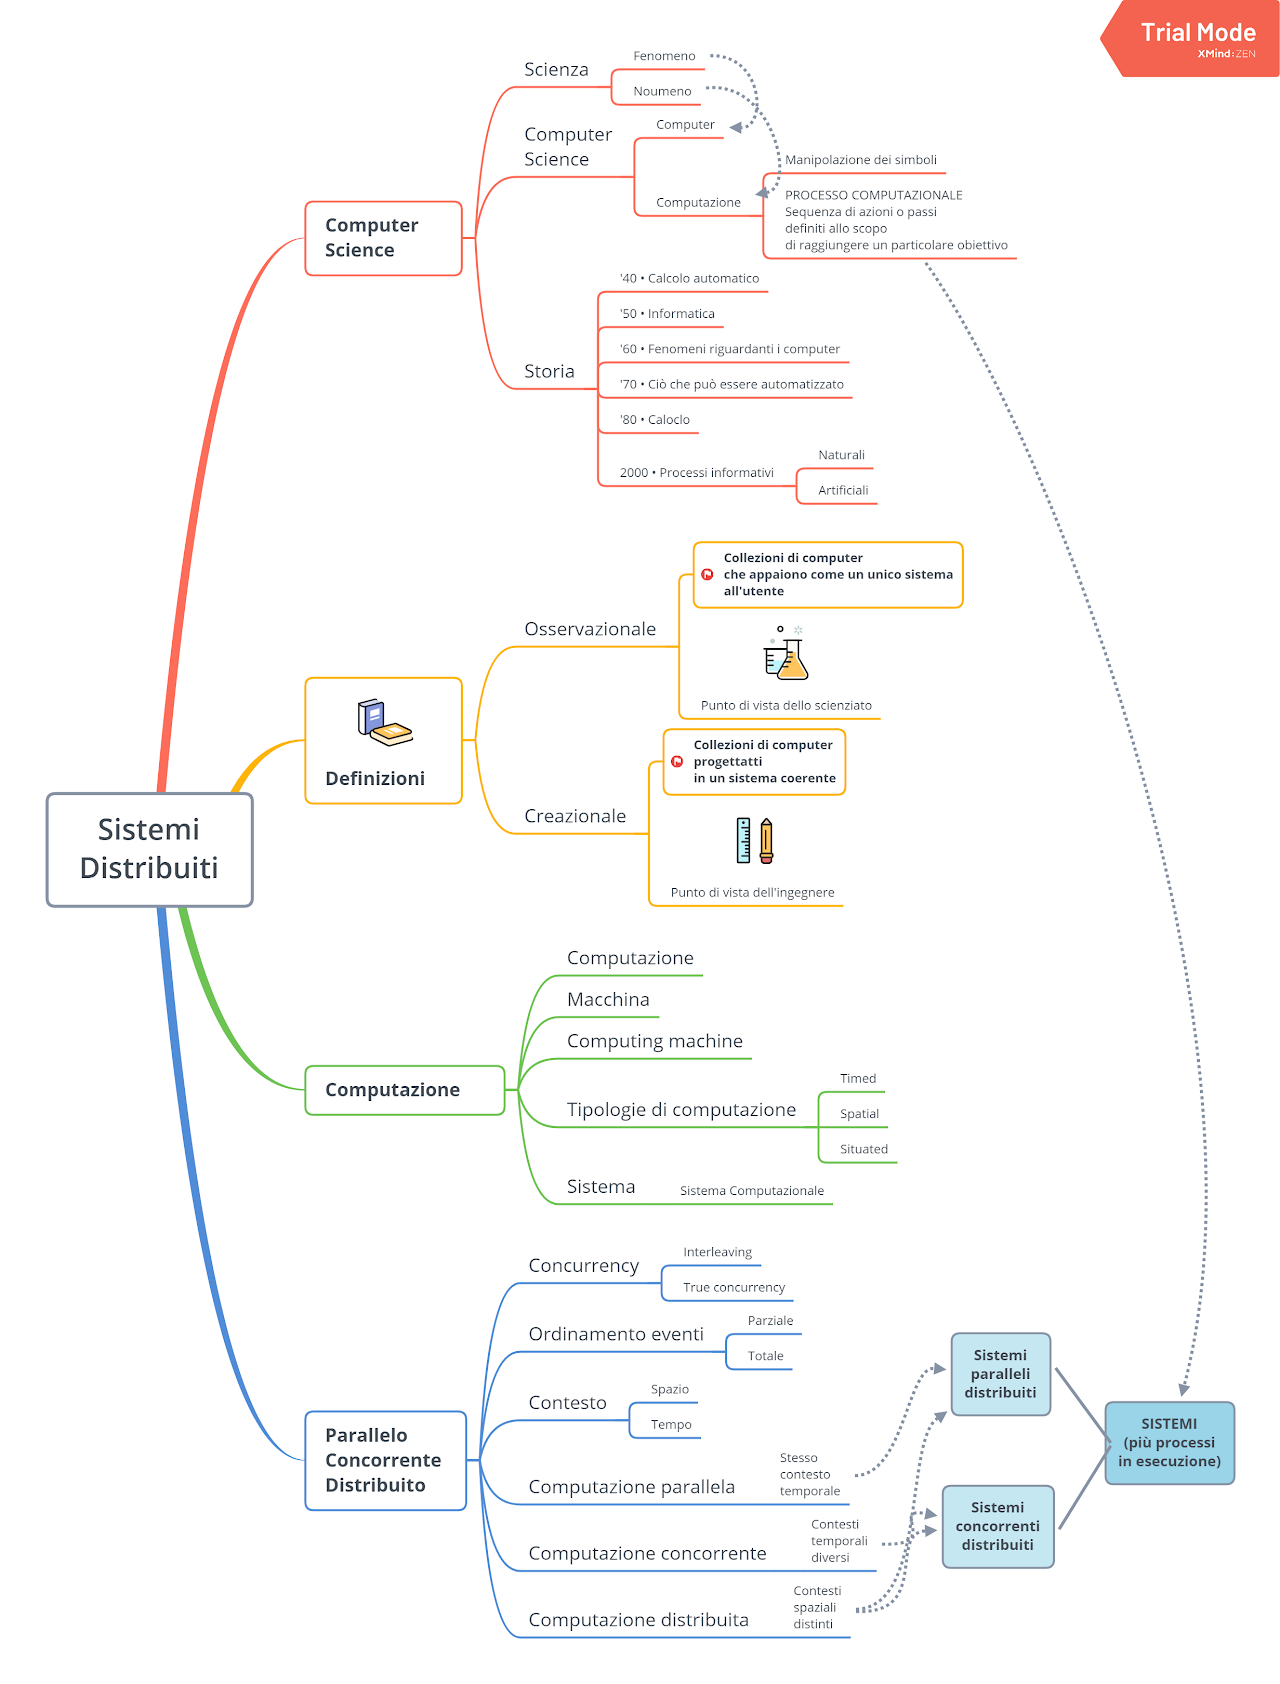 Trial Mode
XMind:ZEN
Sistemi
Distribuiti
Computer
Science
Scienza
Fenomeno
Noumeno
Computer
Science
Computer
Computazione
Manipolazione dei simboli
PROCESSO COMPUTAZIONALE
Sequenza di azioni o passi
definiti allo scopo
di raggiungere un particolare obiettivo
Storia
'40 • Calcolo automatico
'50 • Informatica
'60 • Fenomeni riguardanti i computer
'70 • Ciò che può essere automatizzato
'80 • Caloclo
2000 • Processi informativi
Naturali
Artificiali
Definizioni
Osservazionale
Collezioni di computer
che appaiono come un unico sistema
all'utente
Punto di vista dello scienziato
Creazionale
Collezioni di computer
progettatti
in un sistema coerente
Punto di vista dell'ingegnere
Computazione
Computazione
Macchina
Computing machine
Tipologie di computazione
Timed
Spatial
Situated
Sistema
Sistema Computazionale
Parallelo
Concorrente
Distribuito
Concurrency
Interleaving
True concurrency
Ordinamento eventi
Parziale
Totale
Contesto
Spazio
Tempo
Computazione parallela
Stesso
contesto
temporale
Computazione concorrente
Contesti
temporali
diversi
Computazione distribuita
Contesti
spaziali
distinti
Sistemi
paralleli
distribuiti
Sistemi
concorrenti
distribuiti
SISTEMI
(più processi
in esecuzione)